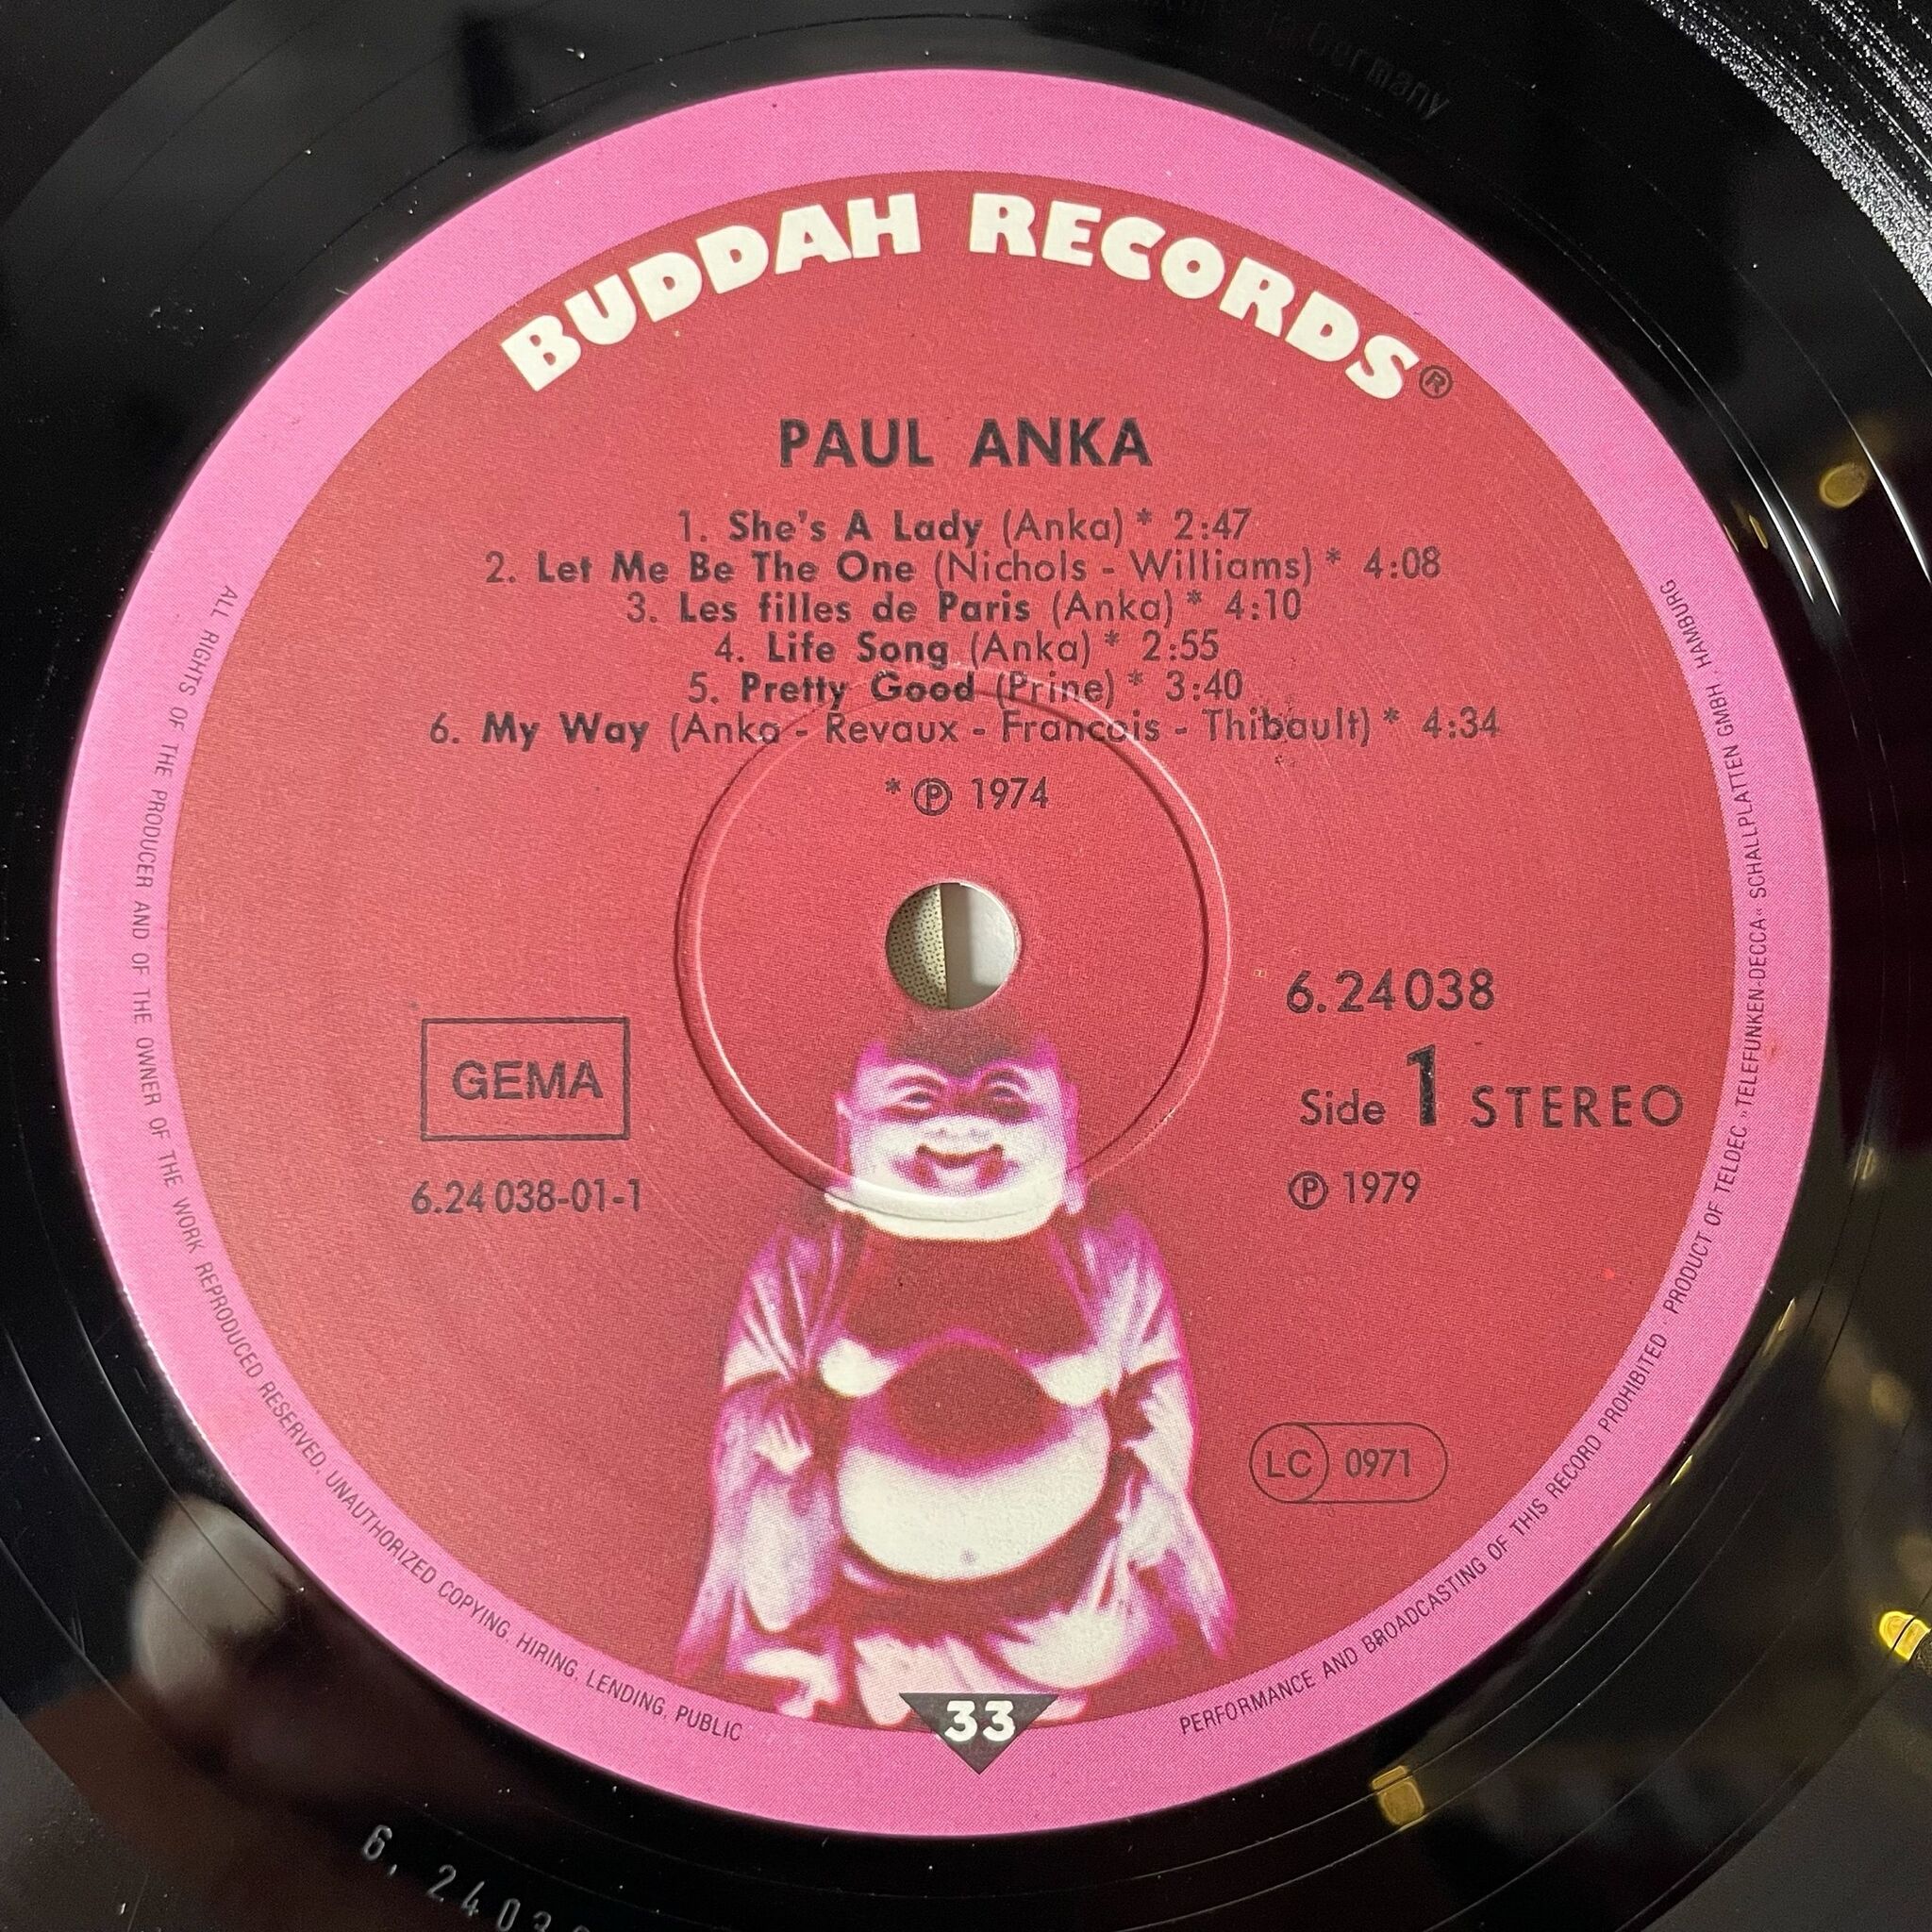 in Germany
BUDDAH RECORDS®
PAUL ANKA
1. She's A Lady (Anka) * 2:47
2. Let Me Be The One (Nichols - Williams) * 4:08
3. Les filles de Paris (Anka) * 4:10
4. Life Song (Anka) * 2:55
5. Pretty Good (Prine) * 3:40
6. My Way (Anka - Revaux - Francois - Thibault) * 4:34
* ℗ 1974
GEMA
6.24 038-01-1
6.24038
Side 1 STEREO
℗ 1979
LC 0971
33
ALL RIGHTS OF THE PRODUCER AND OF THE OWNER OF THE WORK REPRODUCED RESERVED. UNAUTHORIZED COPYING, HIRING, LENDING, PUBLIC PERFORMANCE AND BROADCASTING OF THIS RECORD PROHIBITED · PRODUCT OF TELDEC »TELEFUNKEN-DECCA« SCHALLPLATTEN GMBH, HAMBURG
6. 2403